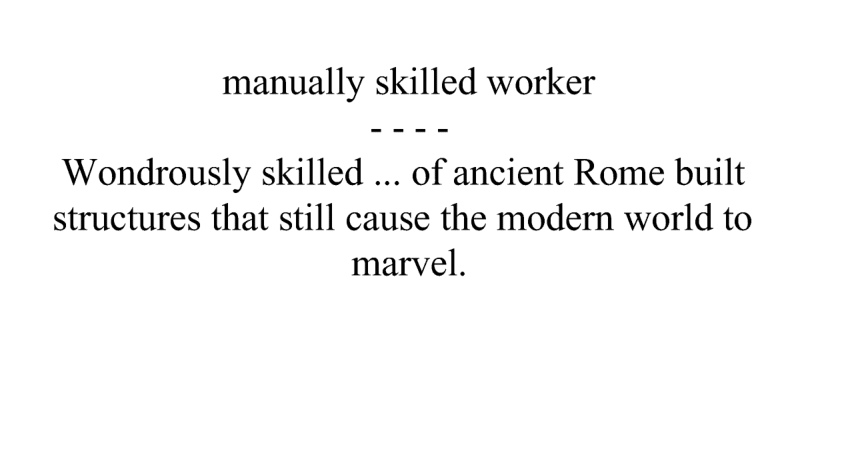 manually skilled worker
- - - -
Wondrously skilled ... of ancient Rome built
structures that still cause the modern world to
marvel.